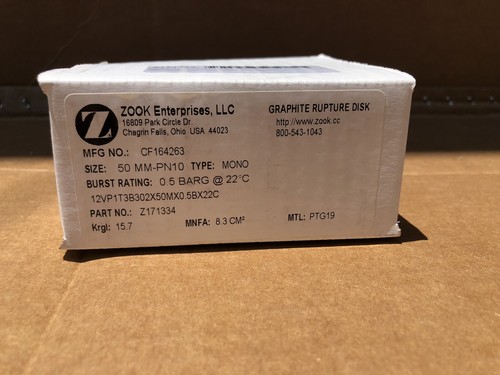 Z
ZOOK Enterprises, LLC
16809 Park Circle Dr.
Chagrin Falls, Ohio USA 44023
GRAPHITE RUPTURE DISK
http://www.zook.cc
800-543-1043
MFG NO.: CF164263
SIZE: 50 MM-PN10 TYPE: MONO
BURST RATING: 0.5 BARG @ 22°C
12VP1T3B302X50MX0.5BX22C
PART NO.: Z171334
Krgl: 15.7 MNFA: 8.3 CM² MTL: PTG19